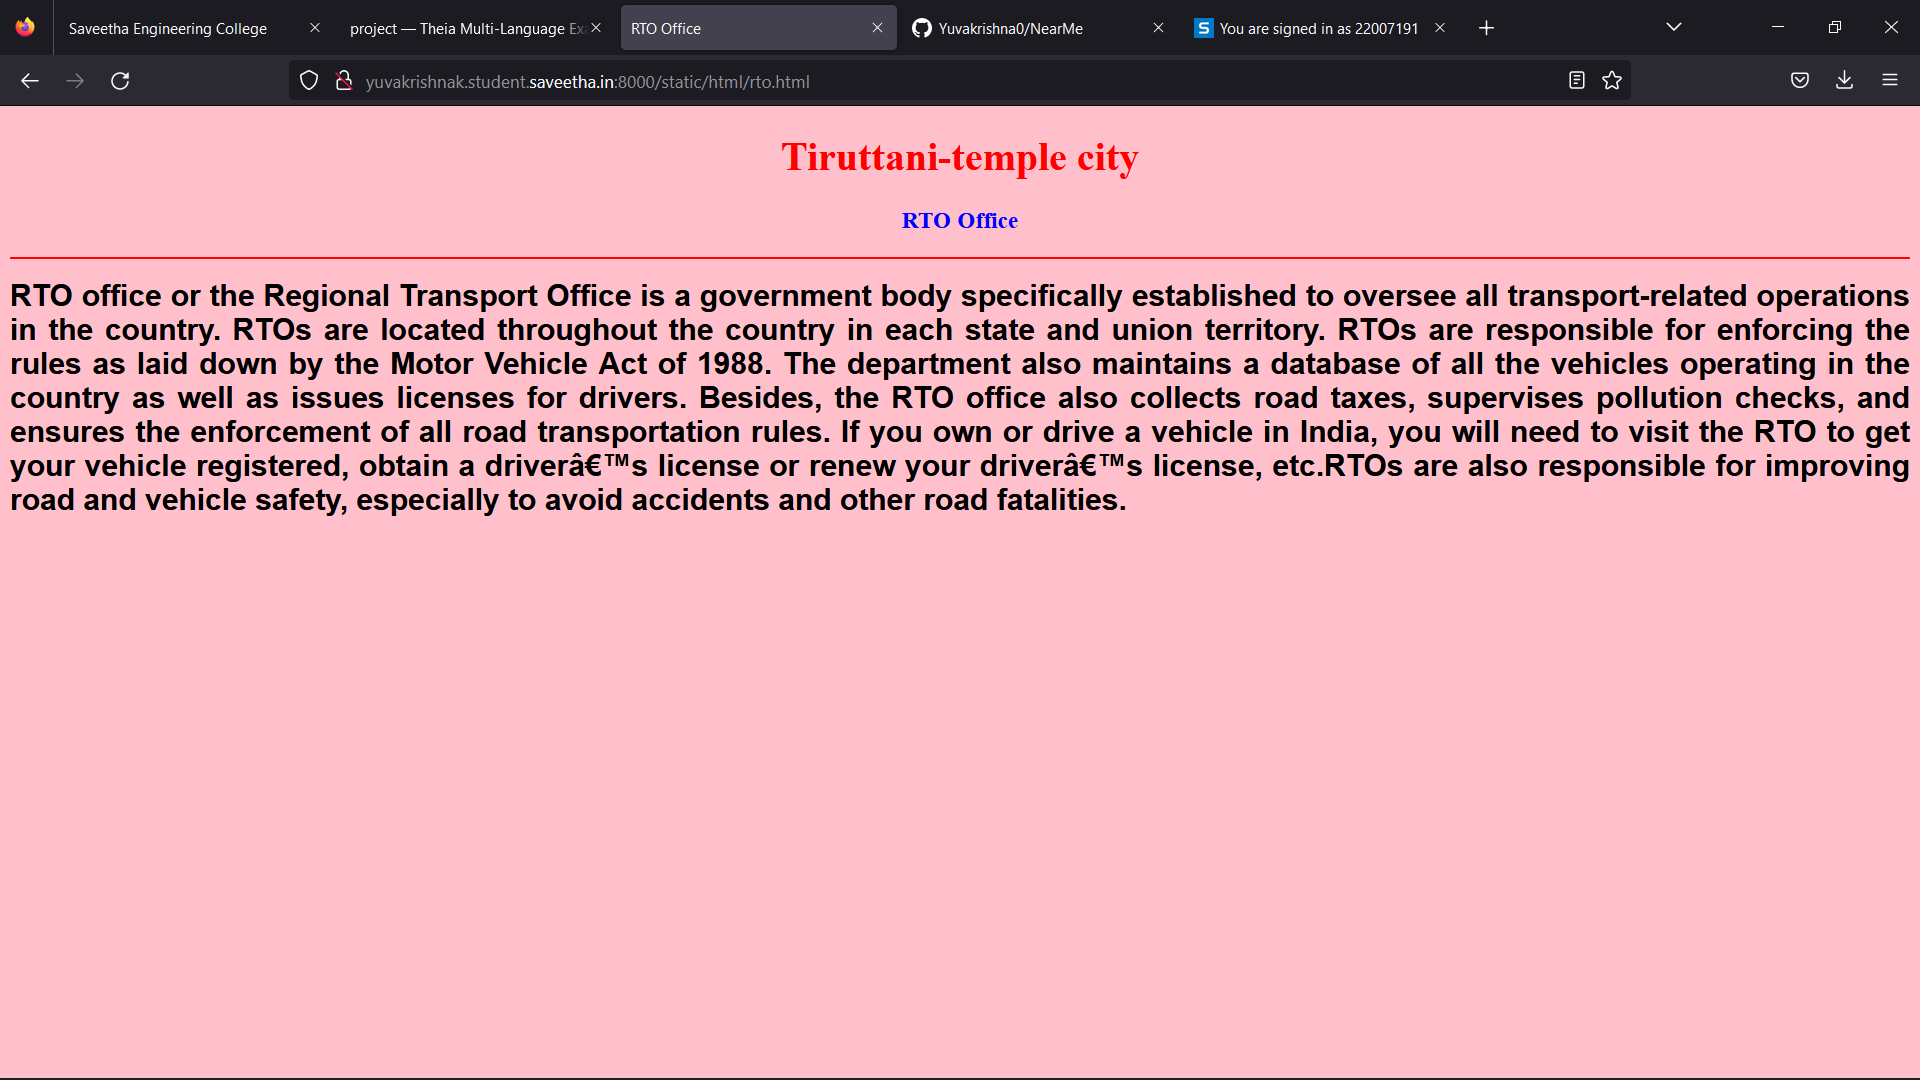 Saveetha Engineering College
project — Theia Multi-Language Exa
RTO Office
Yuvakrishna0/NearMe
S You are signed in as 22007191
yuvakrishnak.student.saveetha.in:8000/static/html/rto.html
Tiruttani-temple city
RTO Office
RTO office or the Regional Transport Office is a government body specifically established to oversee all transport-related operations
in the country. RTOs are located throughout the country in each state and union territory. RTOs are responsible for enforcing the
rules as laid down by the Motor Vehicle Act of 1988. The department also maintains a database of all the vehicles operating in the
country as well as issues licenses for drivers. Besides, the RTO office also collects road taxes, supervises pollution checks, and
ensures the enforcement of all road transportation rules. If you own or drive a vehicle in India, you will need to visit the RTO to get
your vehicle registered, obtain a driverâ€™s license or renew your driverâ€™s license, etc.RTOs are also responsible for improving
road and vehicle safety, especially to avoid accidents and other road fatalities.